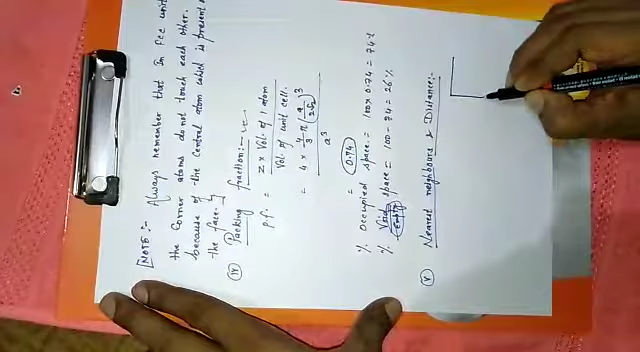 [NOTE:- Always remember that In Fcc unit
the Corner atoms do not touch each other.
because of the Central atom which is present
the face.]
(iv) Packing fraction:-
p.f. = Z × Vol. of 1 atom
Vol. of unit cell.
= 4 × 4/3 π (a/2√2)³
a³
= 0.74
% Occupied space = 100 × 0.74 = 74%
% Void space = 100 - 74 = 26%
(Empty)
(v) Nearest neighbours & Distance:-